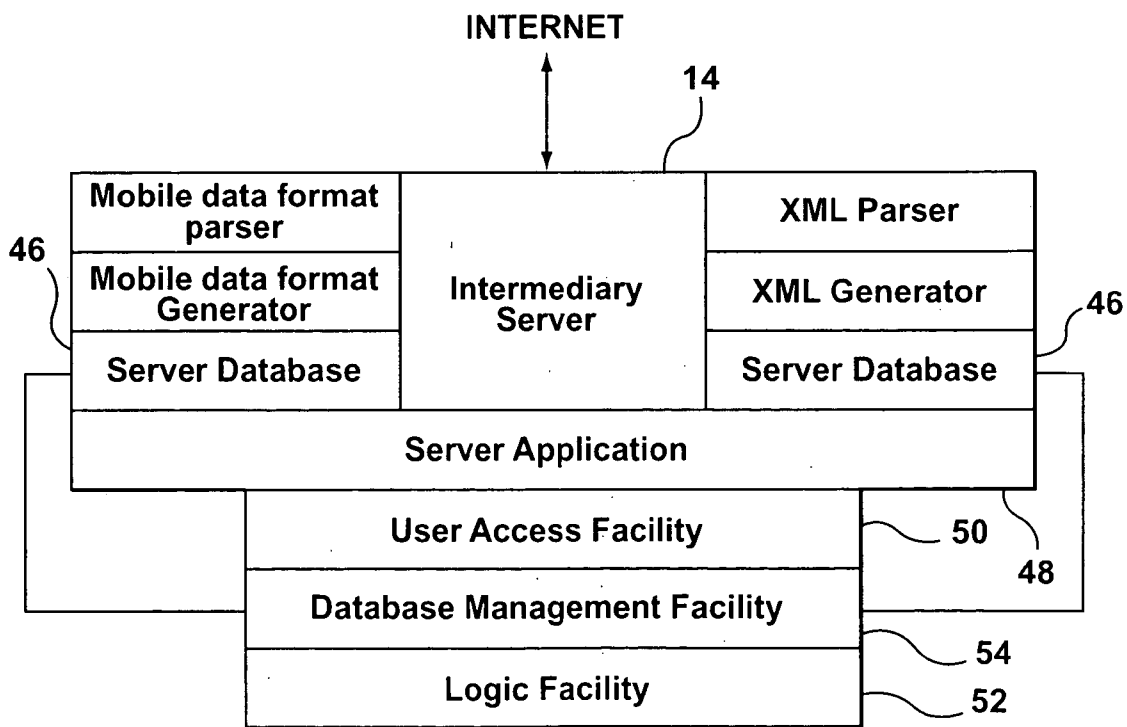 INTERNET
14
Mobile data format
parser
XML Parser
46
Mobile data format
Generator
Intermediary
Server
XML Generator
46
Server Database
Server Database
Server Application
User Access Facility
50
48
Database Management Facility
54
Logic Facility
52